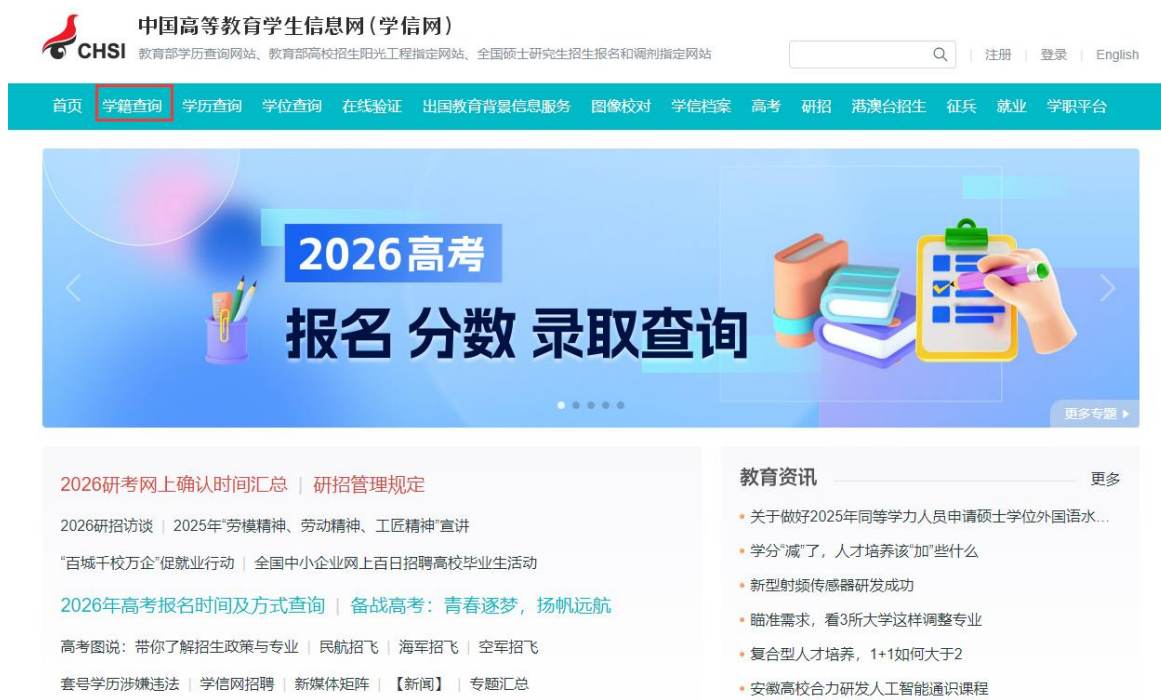 中国高等教育学生信息网(学信网)
CHSI 教育部学历查询网站、教育部高校招生阳光工程指定网站、全国硕士研究生招生报名和调剂指定网站
注册 | 登录 | English
首页 学籍查询 学历查询 学位查询 在线验证 出国教育背景信息服务 图像校对 学信档案 高考 研招 港澳台招生 征兵 就业 学职平台
2026高考
报名 分数 录取查询
更多专题
2026研考网上确认时间汇总 | 研招管理规定
2026研招访谈 | 2025年“劳模精神、劳动精神、工匠精神”宣讲
“百城千校万企”促就业行动 | 全国中小企业网上百日招聘高校毕业生活动
2026年高考报名时间及方式查询 | 备战高考：青春逐梦，扬帆远航
高考图说：带你了解招生政策与专业 | 民航招飞 | 海军招飞 | 空军招飞
套号学历涉嫌违法 | 学信网招聘 | 新媒体矩阵 | 【新闻】 | 专题汇总
教育资讯 更多
关于做好2025年同等学力人员申请硕士学位外国语水...
学分“减”了，人才培养该“加”些什么
新型射频传感器研发成功
瞄准需求，看3所大学这样调整专业
复合型人才培养，1+1如何大于2
安徽高校合力研发人工智能通识课程